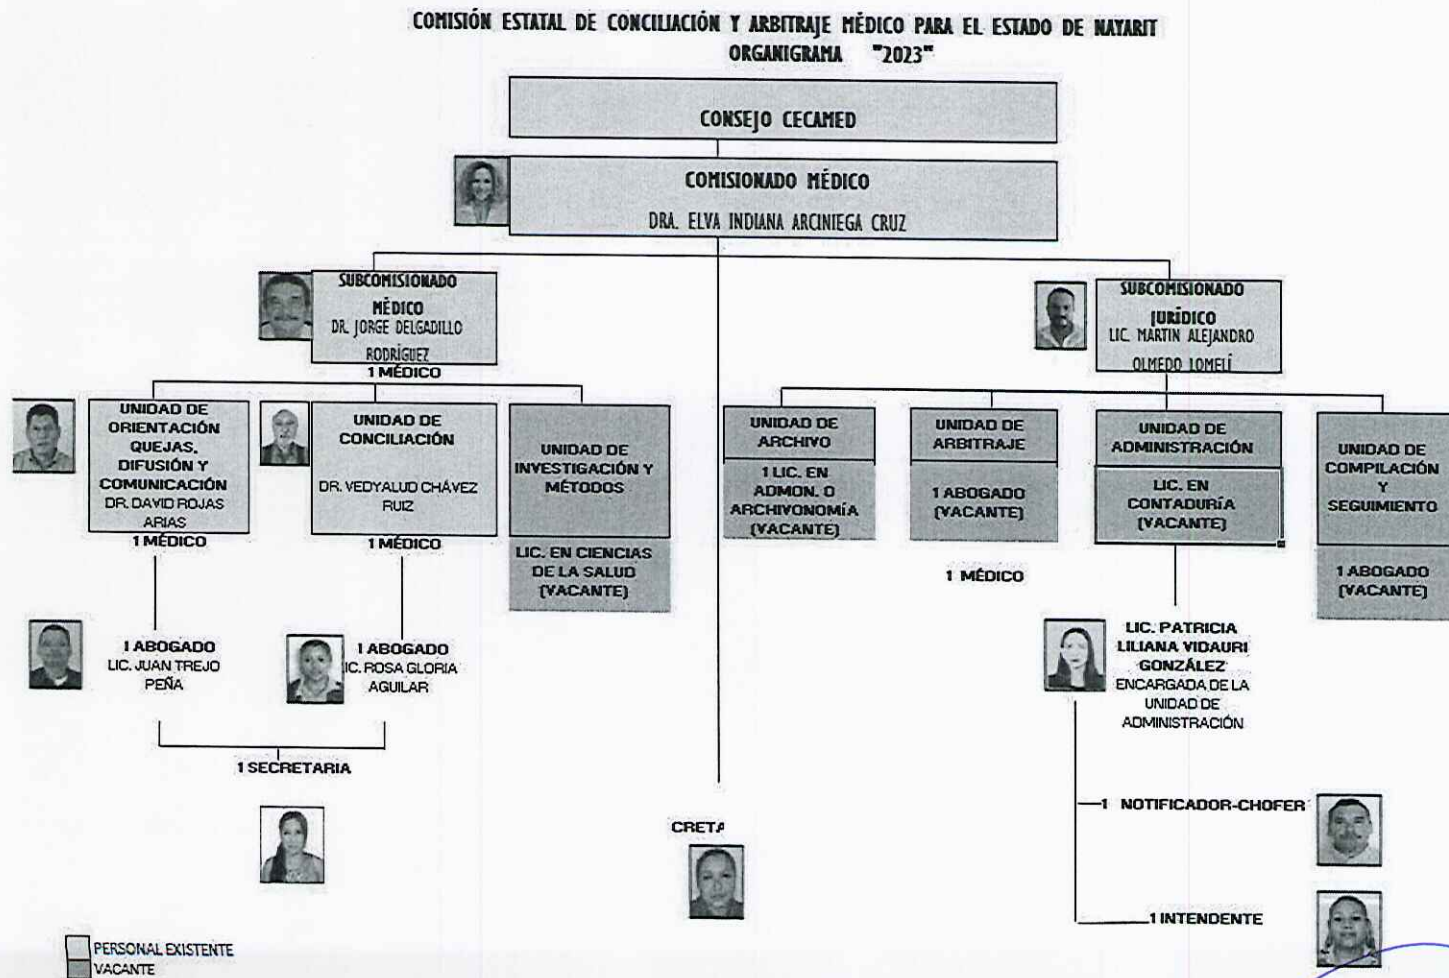 COMISIÓN ESTATAL DE CONCILIACIÓN Y ARBITRAJE MÉDICO PARA EL ESTADO DE NAYARIT
ORGANIGRAMA "2023"
CONSEJO CECAMED
COMISIONADO MÉDICO
DRA. ELVA INDIANA ARCINIEGA CRUZ
SUBCOMISIONADO
MÉDICO
DR. JORGE DELGADILLO
RODRÍGUEZ
1 MÉDICO
SUBCOMISIONADO
JURÍDICO
LIC. MARTIN ALEJANDRO
OLMEDO LOMELÍ
UNIDAD DE
ORIENTACIÓN
QUEJAS,
DIFUSIÓN Y
COMUNICACIÓN
DR. DAVID ROJAS
ARIAS
1 MÉDICO
UNIDAD DE
CONCILIACIÓN
DR. VEDYALUD CHÁVEZ
RUIZ
1 MÉDICO
UNIDAD DE
INVESTIGACIÓN Y
MÉTODOS
LIC. EN CIENCIAS
DE LA SALUD
(VACANTE)
UNIDAD DE
ARCHIVO
1 LIC. EN
ADMON. O
ARCHIVONOMÍA
(VACANTE)
UNIDAD DE
ARBITRAJE
1 ABOGADO
(VACANTE)
1 MÉDICO
UNIDAD DE
ADMINISTRACIÓN
LIC. EN
CONTADURÍA
(VACANTE)
UNIDAD DE
COMPILACIÓN
Y
SEGUIMIENTO
1 ABOGADO
(VACANTE)
1 ABOGADO
LIC. JUAN TREJO
PEÑA
1 ABOGADO
IC. ROSA GLORIA
AGUILAR
LIC. PATRICIA
LILIANA VIDAURI
GONZÁLEZ
ENCARGADA DE LA
UNIDAD DE
ADMINISTRACIÓN
1 SECRETARIA
CRETA
1 NOTIFICADOR-CHOFER
1 INTENDENTE
PERSONAL EXISTENTE
VACANTE